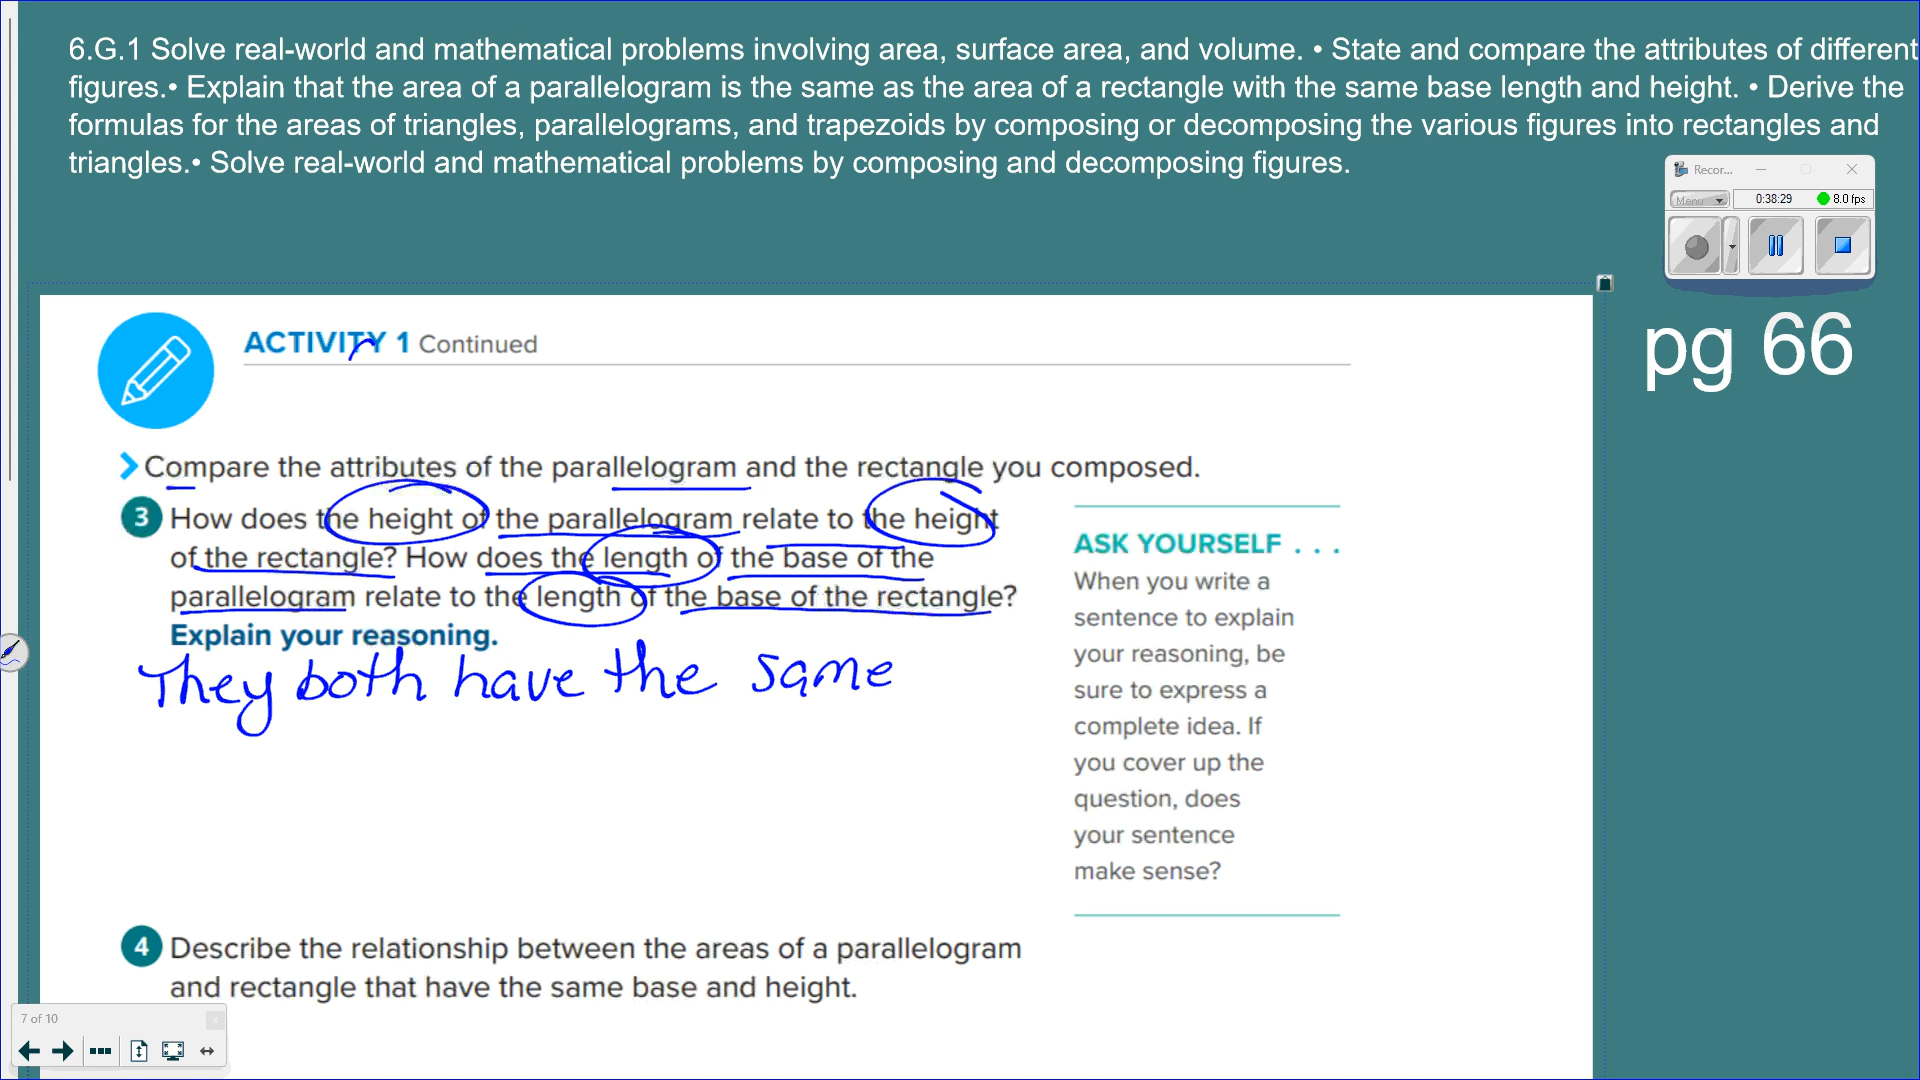 6.G.1 Solve real-world and mathematical problems involving area, surface area, and volume. • State and compare the attributes of different
figures.• Explain that the area of a parallelogram is the same as the area of a rectangle with the same base length and height. • Derive the
formulas for the areas of triangles, parallelograms, and trapezoids by composing or decomposing the various figures into rectangles and
triangles.• Solve real-world and mathematical problems by composing and decomposing figures.
Recor...
Menu 0:38:29 8.0 fps
pg 66
ACTIVITY 1 Continued
Compare the attributes of the parallelogram and the rectangle you composed.
3 How does the height of the parallelogram relate to the height
of the rectangle? How does the length of the base of the
parallelogram relate to the length of the base of the rectangle?
Explain your reasoning.
They both have the same
ASK YOURSELF . . .
When you write a
sentence to explain
your reasoning, be
sure to express a
complete idea. If
you cover up the
question, does
your sentence
make sense?
4 Describe the relationship between the areas of a parallelogram
and rectangle that have the same base and height.
7 of 10